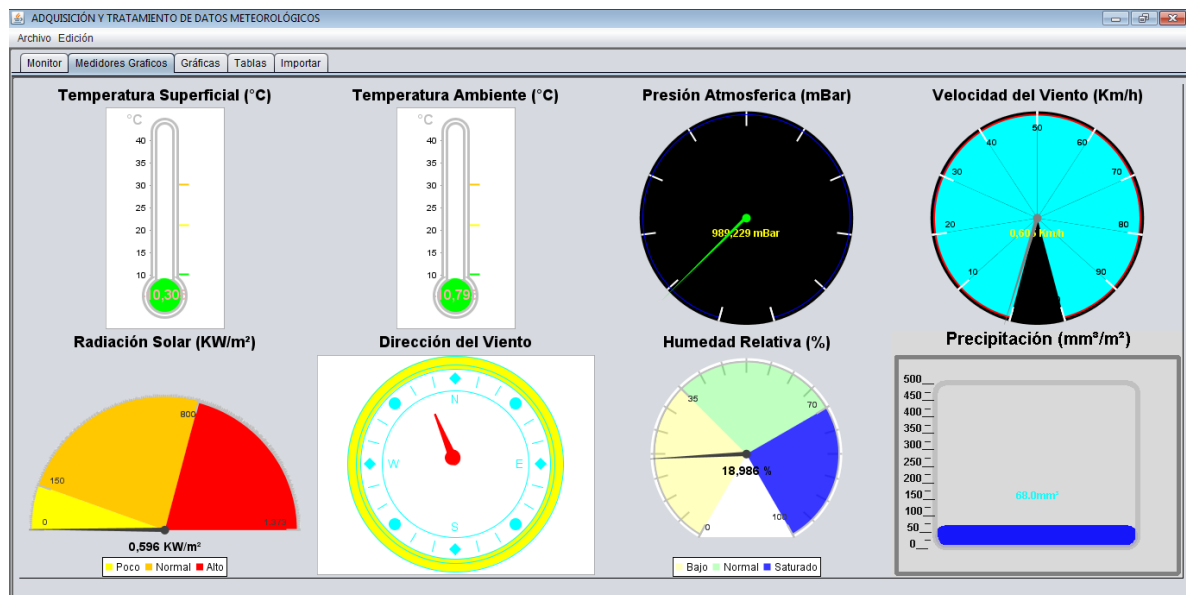 ADQUISICIÓN Y TRATAMIENTO DE DATOS METEOROLÓGICOS
Archivo Edición
Monitor Medidores Graficos Gráficas Tablas Importar
Temperatura Superficial (°C)
°C
40
35
30
25
20
15
10
Temperatura Ambiente (°C)
°C
40
35
30
25
20
15
10
Presión Atmosferica (mBar)
989,229 mBar
Velocidad del Viento (Km/h)
50
40
60
30
70
20
80
10
90
Km/h
Radiación Solar (KW/m²)
800
150
0
0,596 KW/m²
Poco Normal Alto
Dirección del Viento
N
W
E
S
Humedad Relativa (%)
35
70
18,986 %
0
100
Bajo Normal Saturado
Precipitación (mm³/m²)
500
450
400
350
300
250
200
150
100
50
0
68.0mm³